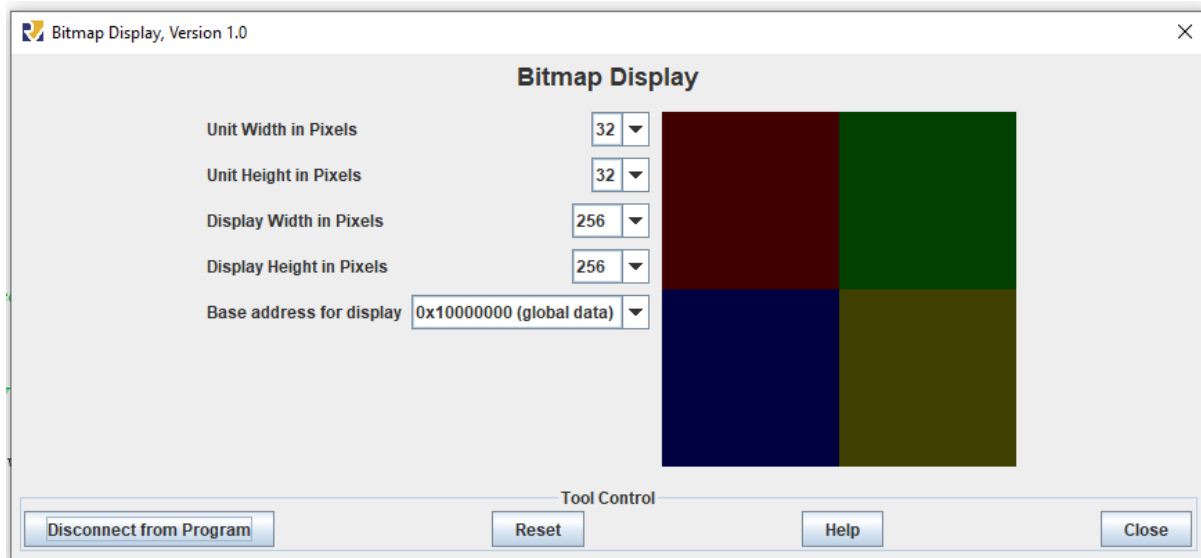 Bitmap Display, Version 1.0
Bitmap Display
Unit Width in Pixels 32
Unit Height in Pixels 32
Display Width in Pixels 256
Display Height in Pixels 256
Base address for display 0x10000000 (global data)
Tool Control
Disconnect from Program Reset Help Close